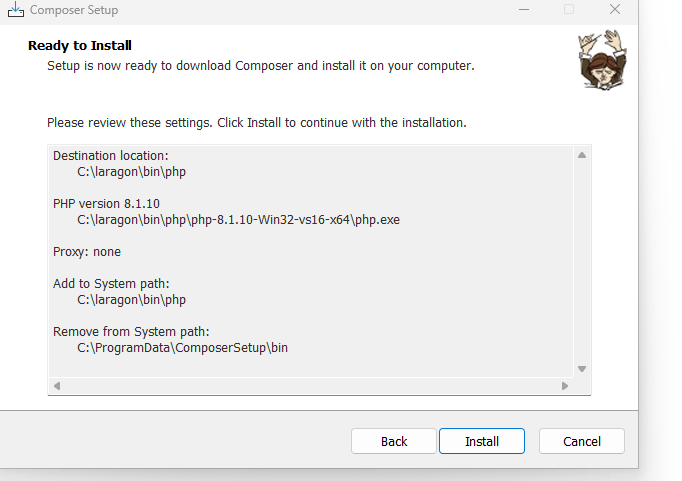 Composer Setup
Ready to Install
Setup is now ready to download Composer and install it on your computer.
Please review these settings. Click Install to continue with the installation.
Destination location:
C:\laragon\bin\php
PHP version 8.1.10
C:\laragon\bin\php\php-8.1.10-Win32-vs16-x64\php.exe
Proxy: none
Add to System path:
C:\laragon\bin\php
Remove from System path:
C:\ProgramData\ComposerSetup\bin
Back
Install
Cancel